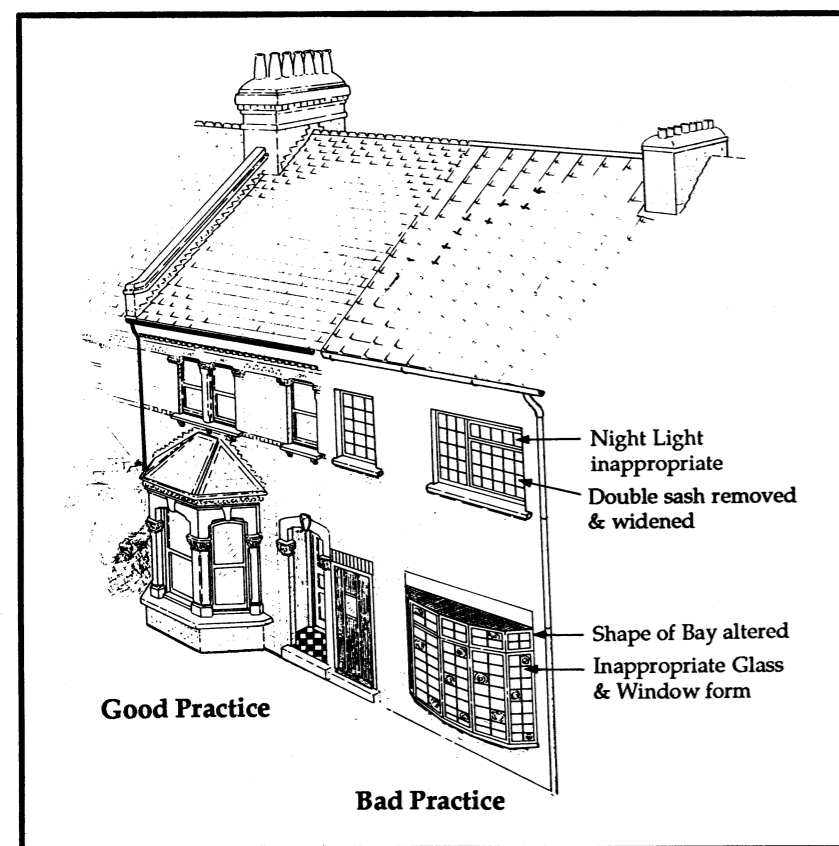 Night Light
inappropriate
Double sash removed
& widened
Shape of Bay altered
Inappropriate Glass
& Window form
Good Practice
Bad Practice